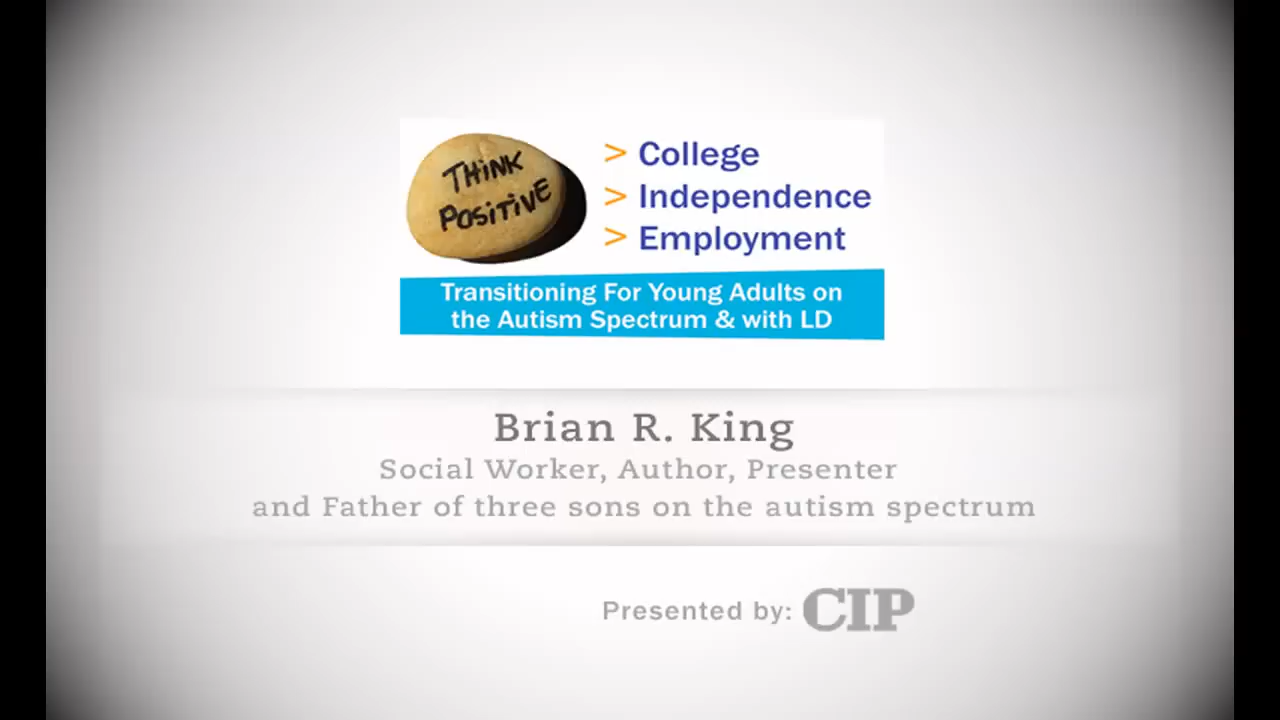 THINK
POSITIVE
> College
> Independence
> Employment
Transitioning For Young Adults on
the Autism Spectrum & with LD
Brian R. King
Social Worker, Author, Presenter
and Father of three sons on the autism spectrum
Presented by: CIP